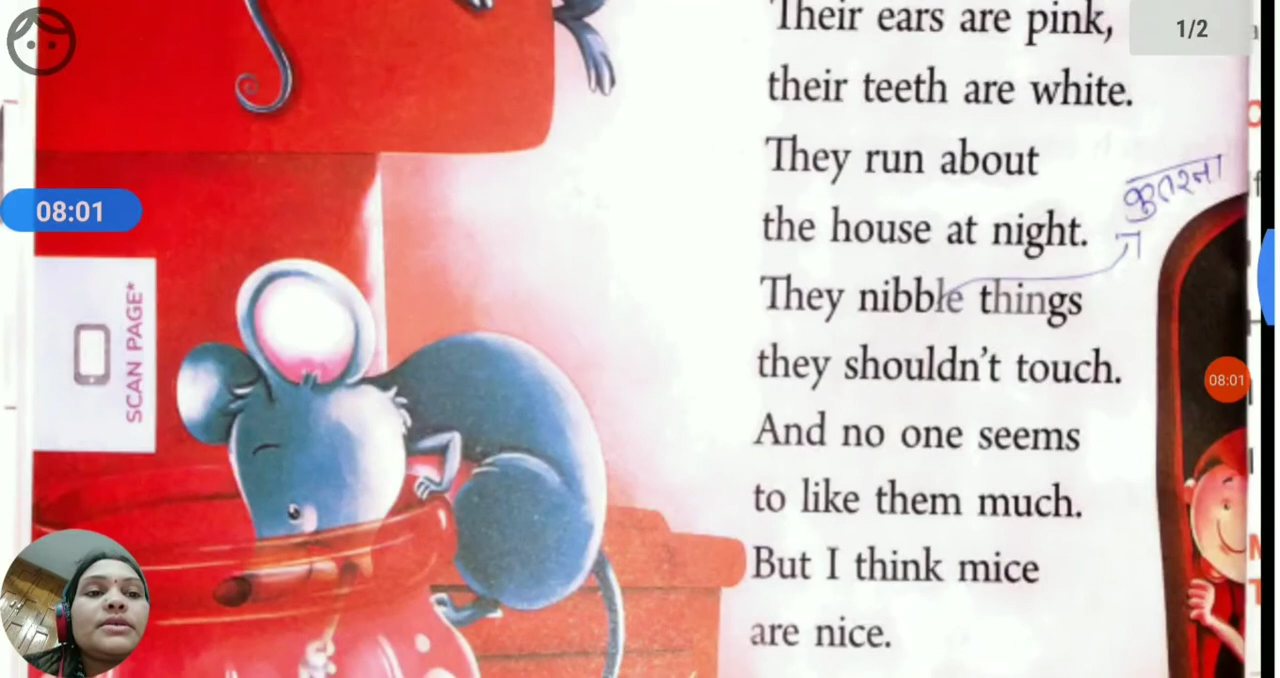 Their ears are pink,
1/2
their teeth are white.
They run about
कुतरना
08:01
the house at night.
They nibble things
SCAN PAGE*
they shouldn't touch.
08:01
And no one seems
to like them much.
But I think mice
are nice.